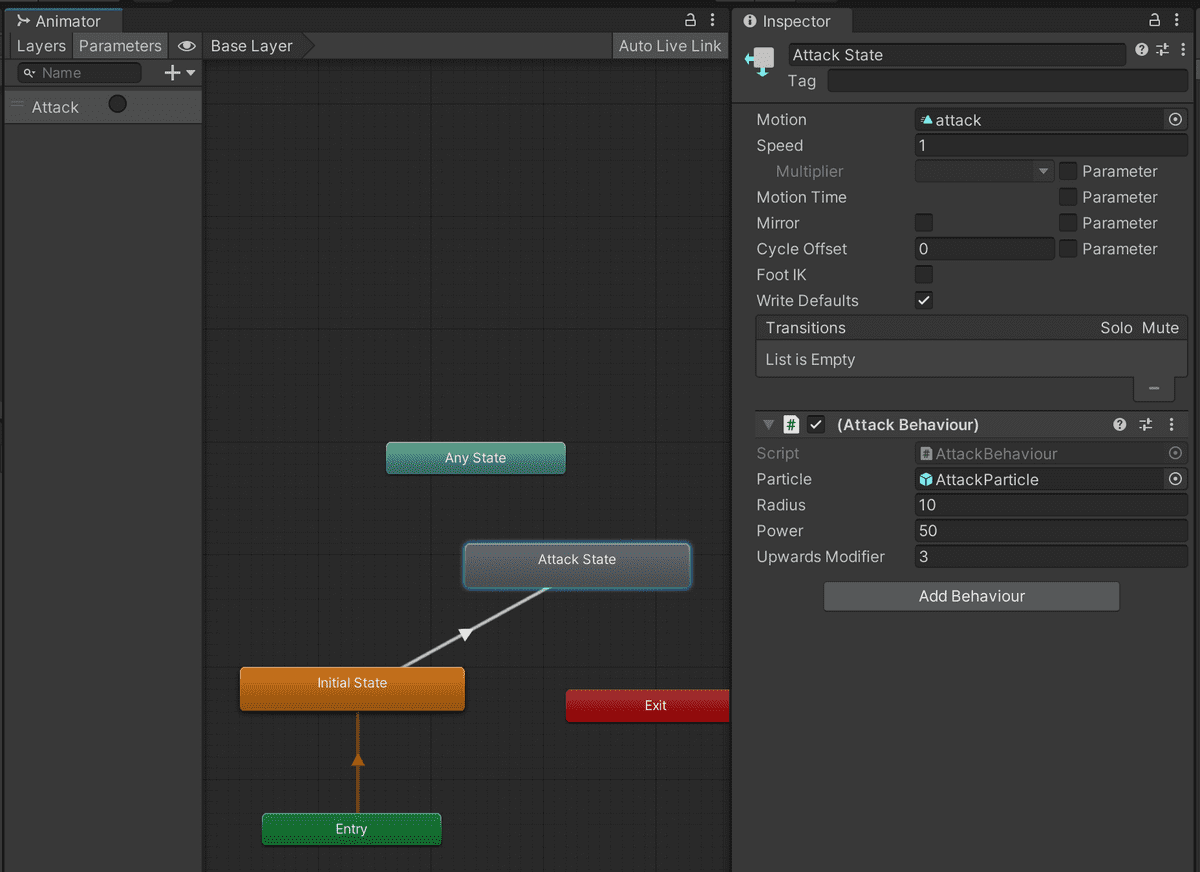 Animator
Layers Parameters Base Layer Auto Live Link
Name
Attack
Any State
Attack State
Initial State
Exit
Entry
Inspector
Attack State
Tag
Motion attack
Speed 1
Multiplier Parameter
Motion Time Parameter
Mirror Parameter
Cycle Offset 0 Parameter
Foot IK
Write Defaults
Transitions Solo Mute
List is Empty
# (Attack Behaviour)
Script # AttackBehaviour
Particle AttackParticle
Radius 10
Power 50
Upwards Modifier 3
Add Behaviour